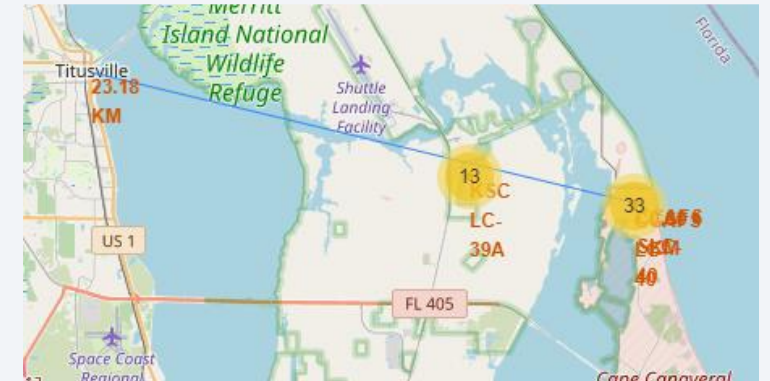 Merritt
Island National
Wildlife
Refuge
Florida
Titusville
23.18
KM
Shuttle
Landing
Facility
13
KSC
LC-
39A
33
40
US 1
FL 405
Space Coast
Regional
Cape Canaveral